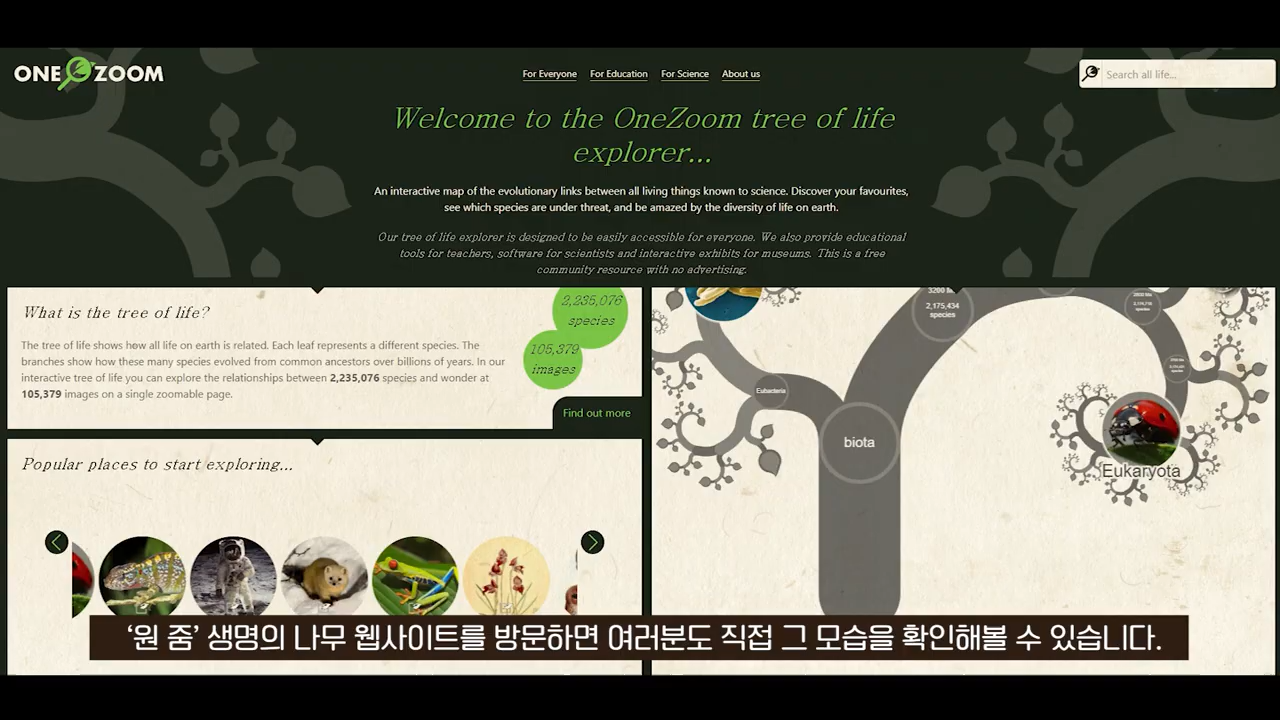 ONE ZOOM
For Everyone For Education For Science About us
Search all life...
Welcome to the OneZoom tree of life
explorer...
An interactive map of the evolutionary links between all living things known to science. Discover your favourites,
see which species are under threat, and be amazed by the diversity of life on earth.
Our tree of life explorer is designed to be easily accessible for everyone. We also provide educational
tools for teachers, software for scientists and interactive exhibits for museums. This is a free
community resource with no advertising.
What is the tree of life?
2,235,076
species
105,379
images
The tree of life shows how all life on earth is related. Each leaf represents a different species. The
branches show how these many species evolved from common ancestors over billions of years. In our
interactive tree of life you can explore the relationships between 2,235,076 species and wonder at
105,379 images on a single zoomable page.
Find out more
Popular places to start exploring...
2,175,434
species
Eubacteria
biota
Eukaryota
‘원 줌’ 생명의 나무 웹사이트를 방문하면 여러분도 직접 그 모습을 확인해볼 수 있습니다.